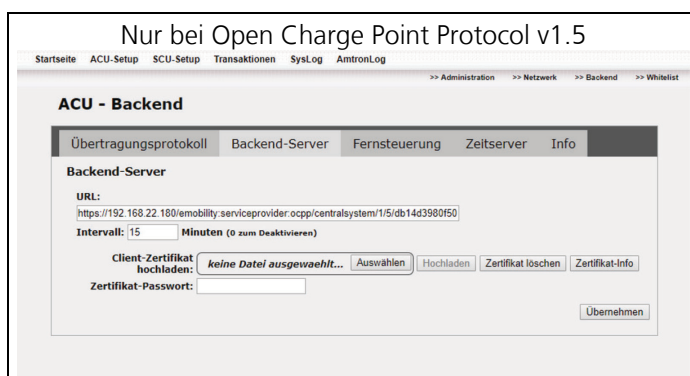 Nur bei Open Charge Point Protocol v1.5
Startseite ACU-Setup SCU-Setup Transaktionen SysLog AmtronLog
>> Administration >> Netzwerk >> Backend >> Whitelist
ACU - Backend
Übertragungsprotokoll Backend-Server Fernsteuerung Zeitserver Info
Backend-Server
URL:
https://192.168.22.180/emobility:serviceprovider:ocpp/centralsystem/1/5/db14d3980f50
Intervall: 15 Minuten (0 zum Deaktivieren)
Client-Zertifikat
hochladen: keine Datei ausgewaehlt... Auswählen Hochladen Zertifikat löschen Zertifikat-Info
Zertifikat-Passwort:
Übernehmen